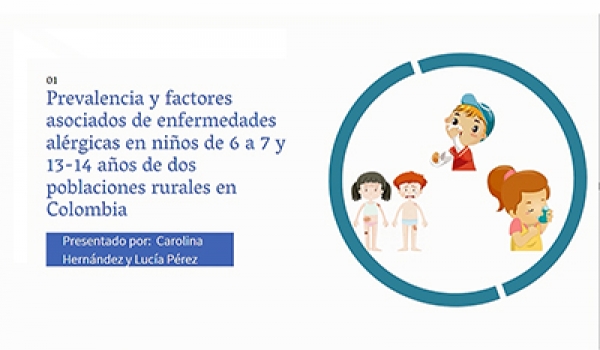 01
Prevalencia y factores
asociados de enfermedades
alérgicas en niños de 6 a 7 y
13-14 años de dos
poblaciones rurales en
Colombia
Presentado por: Carolina
Hernández y Lucía Pérez